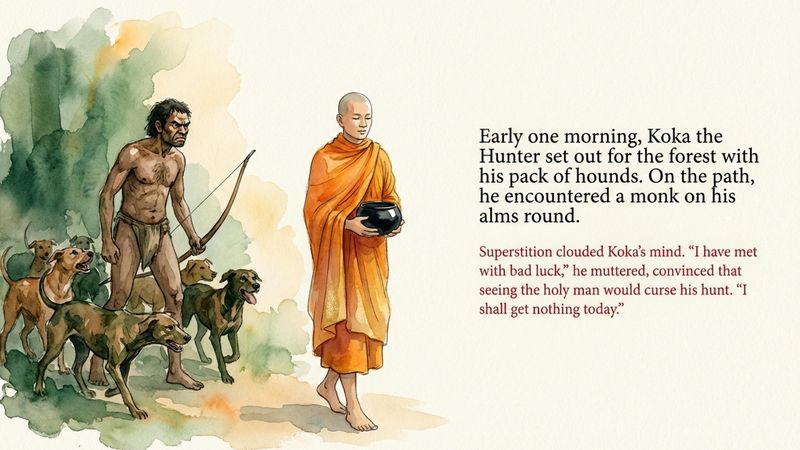 Early one morning, Koka the
Hunter set out for the forest with
his pack of hounds. On the path,
he encountered a monk on his
alms round.
Superstition clouded Koka’s mind. “I have met
with bad luck,” he muttered, convinced that
seeing the holy man would curse his hunt. “I
shall get nothing today.”